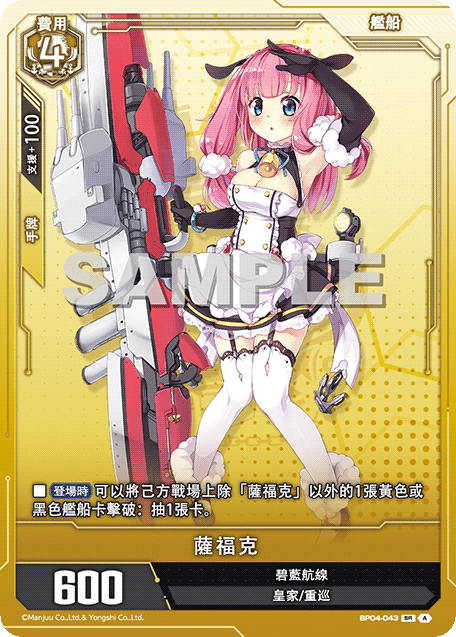 費用
4
艦船
支援+100
手牌
SAMPLE
■ 登場時 可以將己方戰場上除「薩福克」以外的1張黃色或
黑色艦船卡擊破：抽1張卡。
薩福克
600
碧藍航線
皇家/重巡
©Manjuu Co.,Ltd.& Yongshi Co.,Ltd.
BP04-043 SR A